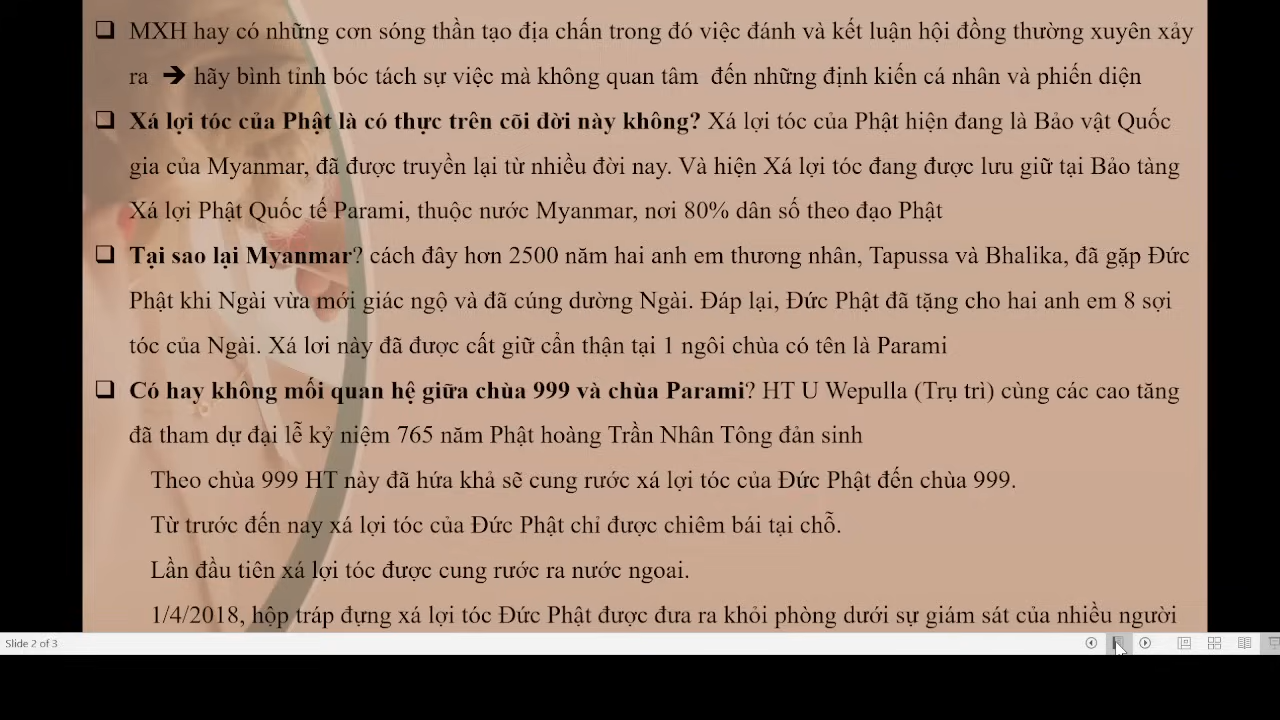 MXH hay có những cơn sóng thần tạo địa chấn trong đó việc đánh và kết luận hội đồng thường xuyên xảy
ra ➔ hãy bình tỉnh bóc tách sự việc mà không quan tâm đến những định kiến cá nhân và phiến diện
Xá lợi tóc của Phật là có thực trên cõi đời này không? Xá lợi tóc của Phật hiện đang là Bảo vật Quốc
gia của Myanmar, đã được truyền lại từ nhiều đời nay. Và hiện Xá lợi tóc đang được lưu giữ tại Bảo tàng
Xá lợi Phật Quốc tế Parami, thuộc nước Myanmar, nơi 80% dân số theo đạo Phật
Tại sao lại Myanmar? cách đây hơn 2500 năm hai anh em thương nhân, Tapussa và Bhalika, đã gặp Đức
Phật khi Ngài vừa mới giác ngộ và đã cúng dường Ngài. Đáp lại, Đức Phật đã tặng cho hai anh em 8 sợi
tóc của Ngài. Xá lơi này đã được cất giữ cẩn thận tại 1 ngôi chùa có tên là Parami
Có hay không mối quan hệ giữa chùa 999 và chùa Parami? HT U Wepulla (Trụ trì) cùng các cao tăng
đã tham dự đại lễ kỷ niệm 765 năm Phật hoàng Trần Nhân Tông đản sinh
Theo chùa 999 HT này đã hứa khả sẽ cung rước xá lợi tóc của Đức Phật đến chùa 999.
Từ trước đến nay xá lợi tóc của Đức Phật chỉ được chiêm bái tại chỗ.
Lần đầu tiên xá lợi tóc được cung rước ra nước ngoai.
1/4/2018, hộp tráp đựng xá lợi tóc Đức Phật được đưa ra khỏi phòng dưới sự giám sát của nhiều người
Slide 2 of 3